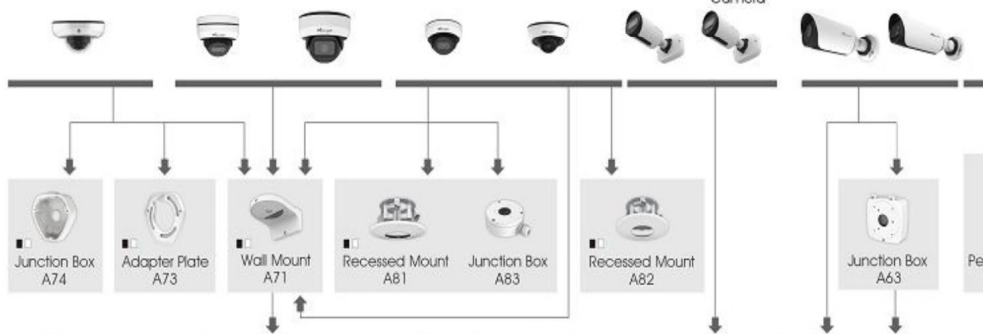 Camera
Junction Box
A74
Adapter Plate
A73
Wall Mount
A71
Recessed Mount
A81
Junction Box
A83
Recessed Mount
A82
Junction Box
A63
Pe